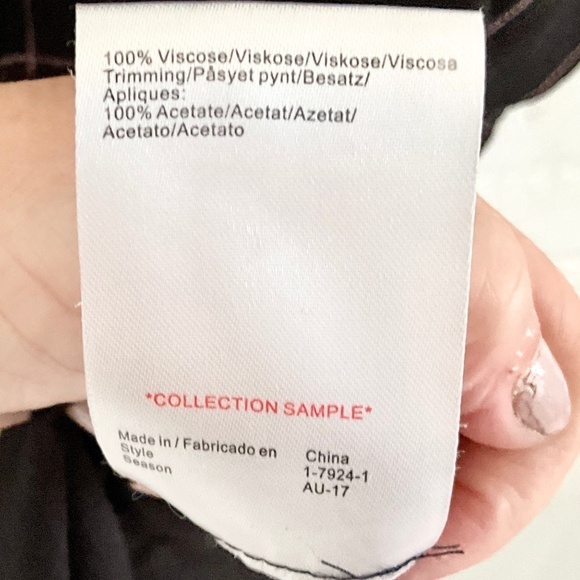 100% Viscose/Viskose/Viskose/Viscosa
Trimming/Påsyet pynt/Besatz/
Apliques:
100% Acetate/Acetat/Azetat/
Acetato/Acetato
*COLLECTION SAMPLE*
Made in / Fabricado en China
Style 1-7924-1
Season AU-17